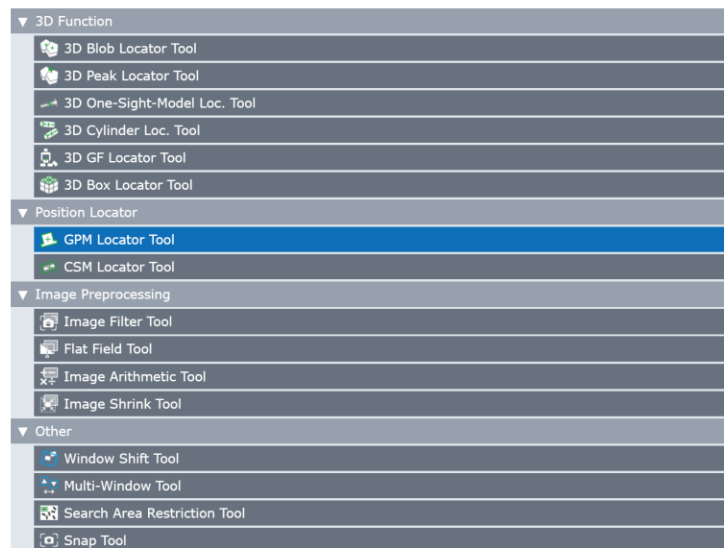 3D Function
3D Blob Locator Tool
3D Peak Locator Tool
3D One-Sight-Model Loc. Tool
3D Cylinder Loc. Tool
3D GF Locator Tool
3D Box Locator Tool
Position Locator
GPM Locator Tool
CSM Locator Tool
Image Preprocessing
Image Filter Tool
Flat Field Tool
Image Arithmetic Tool
Image Shrink Tool
Other
Window Shift Tool
Multi-Window Tool
Search Area Restriction Tool
Snap Tool